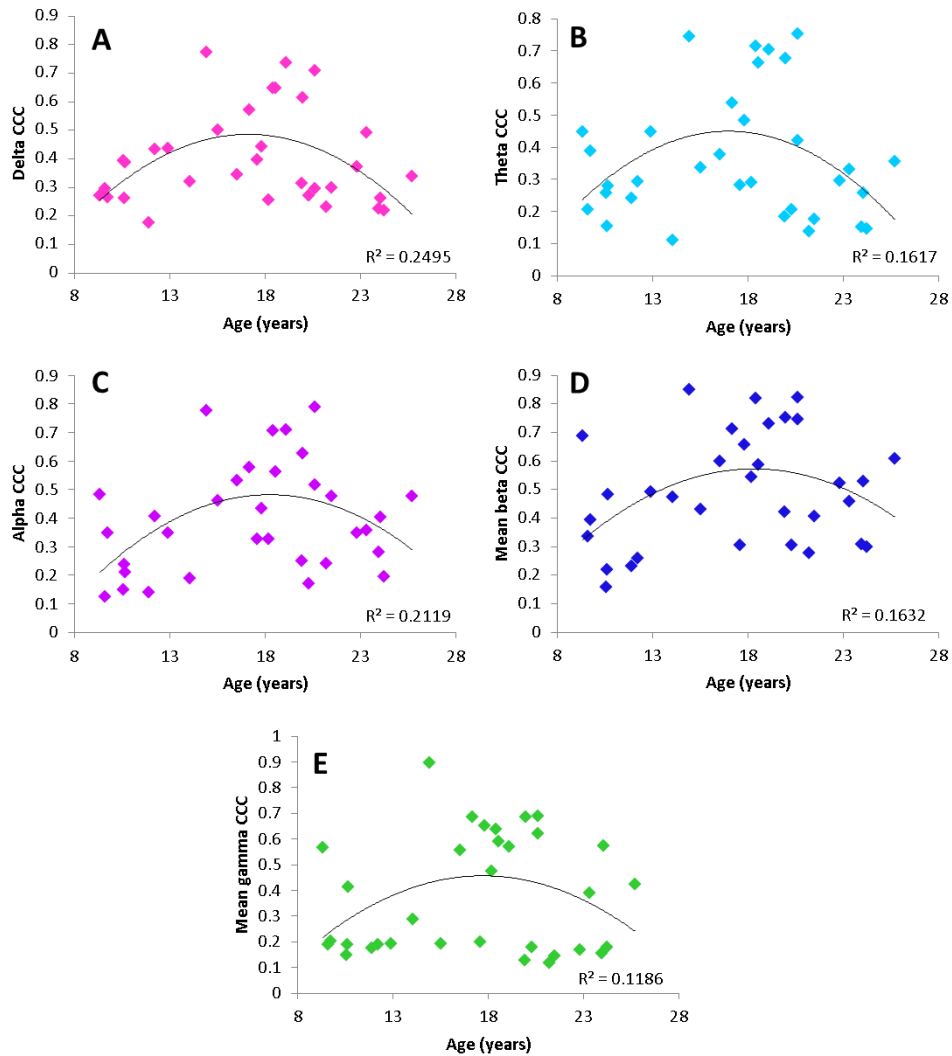 A
Delta CCC
0.9
0.8
0.7
0.6
0.5
0.4
0.3
0.2
0.1
0
R² = 0.2495
8 13 18 23 28
Age (years)
B
Theta CCC
0.8
0.7
0.6
0.5
0.4
0.3
0.2
0.1
0
R² = 0.1617
8 13 18 23 28
Age (years)
C
Alpha CCC
0.9
0.8
0.7
0.6
0.5
0.4
0.3
0.2
0.1
0
R² = 0.2119
8 13 18 23 28
Age (years)
D
Mean beta CCC
0.9
0.8
0.7
0.6
0.5
0.4
0.3
0.2
0.1
0
R² = 0.1632
8 13 18 23 28
Age (years)
E
Mean gamma CCC
1
0.9
0.8
0.7
0.6
0.5
0.4
0.3
0.2
0.1
0
R² = 0.1186
8 13 18 23 28
Age (years)